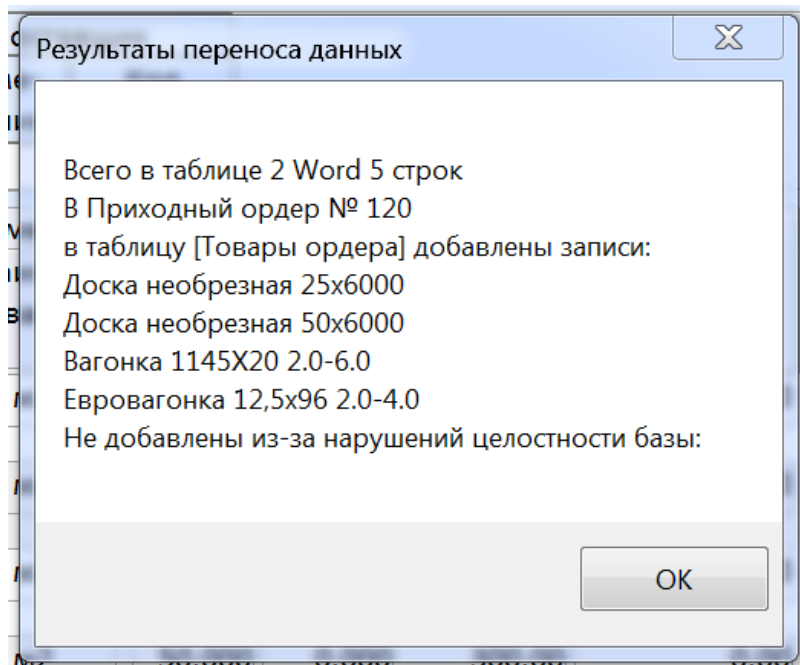 Результаты переноса данных
Всего в таблице 2 Word 5 строк
В Приходный ордер № 120
в таблицу [Товары ордера] добавлены записи:
Доска необрезная 25х6000
Доска необрезная 50х6000
Вагонка 1145Х20 2.0-6.0
Евровагонка 12,5х96 2.0-4.0
Не добавлены из-за нарушений целостности базы:
ОК